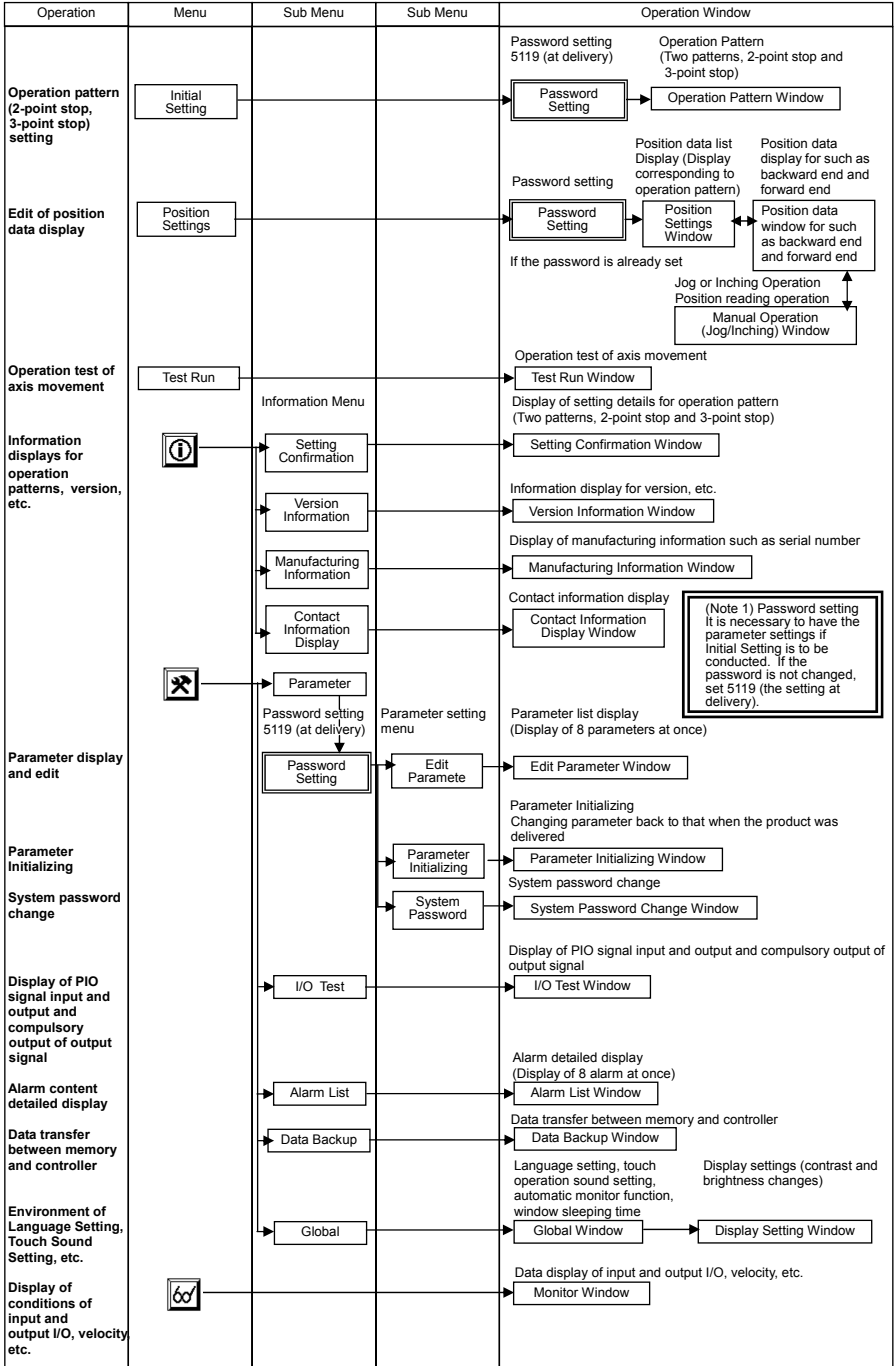 Operation
Menu
Sub Menu
Sub Menu
Operation Window
Password setting
5119 (at delivery)
Operation Pattern
(Two patterns, 2-point stop and
3-point stop)
Operation pattern
(2-point stop,
3-point stop)
setting
Initial
Setting
Password
Setting
Operation Pattern Window
Position data list
Display (Display
corresponding to
operation pattern)
Position data
display for such as
backward end and
forward end
Password setting
Edit of position
data display
Position
Settings
Password
Setting
Position
Settings
Window
Position data
window for such
as backward end
and forward end
If the password is already set
Jog or Inching Operation
Position reading operation
Manual Operation
(Jog/Inching) Window
Operation test of
axis movement
Test Run
Operation test of axis movement
Test Run Window
Information Menu
Display of setting details for operation pattern
(Two patterns, 2-point stop and 3-point stop)
Information
displays for
operation
patterns, version,
etc.
Setting
Confirmation
Setting Confirmation Window
Information display for version, etc.
Version
Information
Version Information Window
Display of manufacturing information such as serial number
Manufacturing
Information
Manufacturing Information Window
Contact information display
Contact
Information
Display
Contact Information
Display Window
(Note 1) Password setting
It is necessary to have the
parameter settings if
Initial Setting is to be
conducted. If the
password is not changed,
set 5119 (the setting at
delivery).
Parameter
Password setting
5119 (at delivery)
Parameter setting
menu
Parameter list display
(Display of 8 parameters at once)
Parameter display
and edit
Password
Setting
Edit
Paramete
Edit Parameter Window
Parameter Initializing
Changing parameter back to that when the product was
delivered
Parameter
Initializing
Parameter
Initializing
Parameter Initializing Window
System password
change
System
Password
System password change
System Password Change Window
Display of PIO signal input and output and compulsory output of
output signal
Display of PIO
signal input and
output and
compulsory
output of output
signal
I/O Test
I/O Test Window
Alarm detailed display
(Display of 8 alarm at once)
Alarm content
detailed display
Alarm List
Alarm List Window
Data transfer between memory and controller
Data transfer
between memory
and controller
Data Backup
Data Backup Window
Language setting, touch
operation sound setting,
automatic monitor function,
window sleeping time
Display settings (contrast and
brightness changes)
Environment of
Language Setting,
Touch Sound
Setting, etc.
Global
Global Window
Display Setting Window
Data display of input and output I/O, velocity, etc.
Display of
conditions of
input and
output I/O, velocity,
etc.
Monitor Window